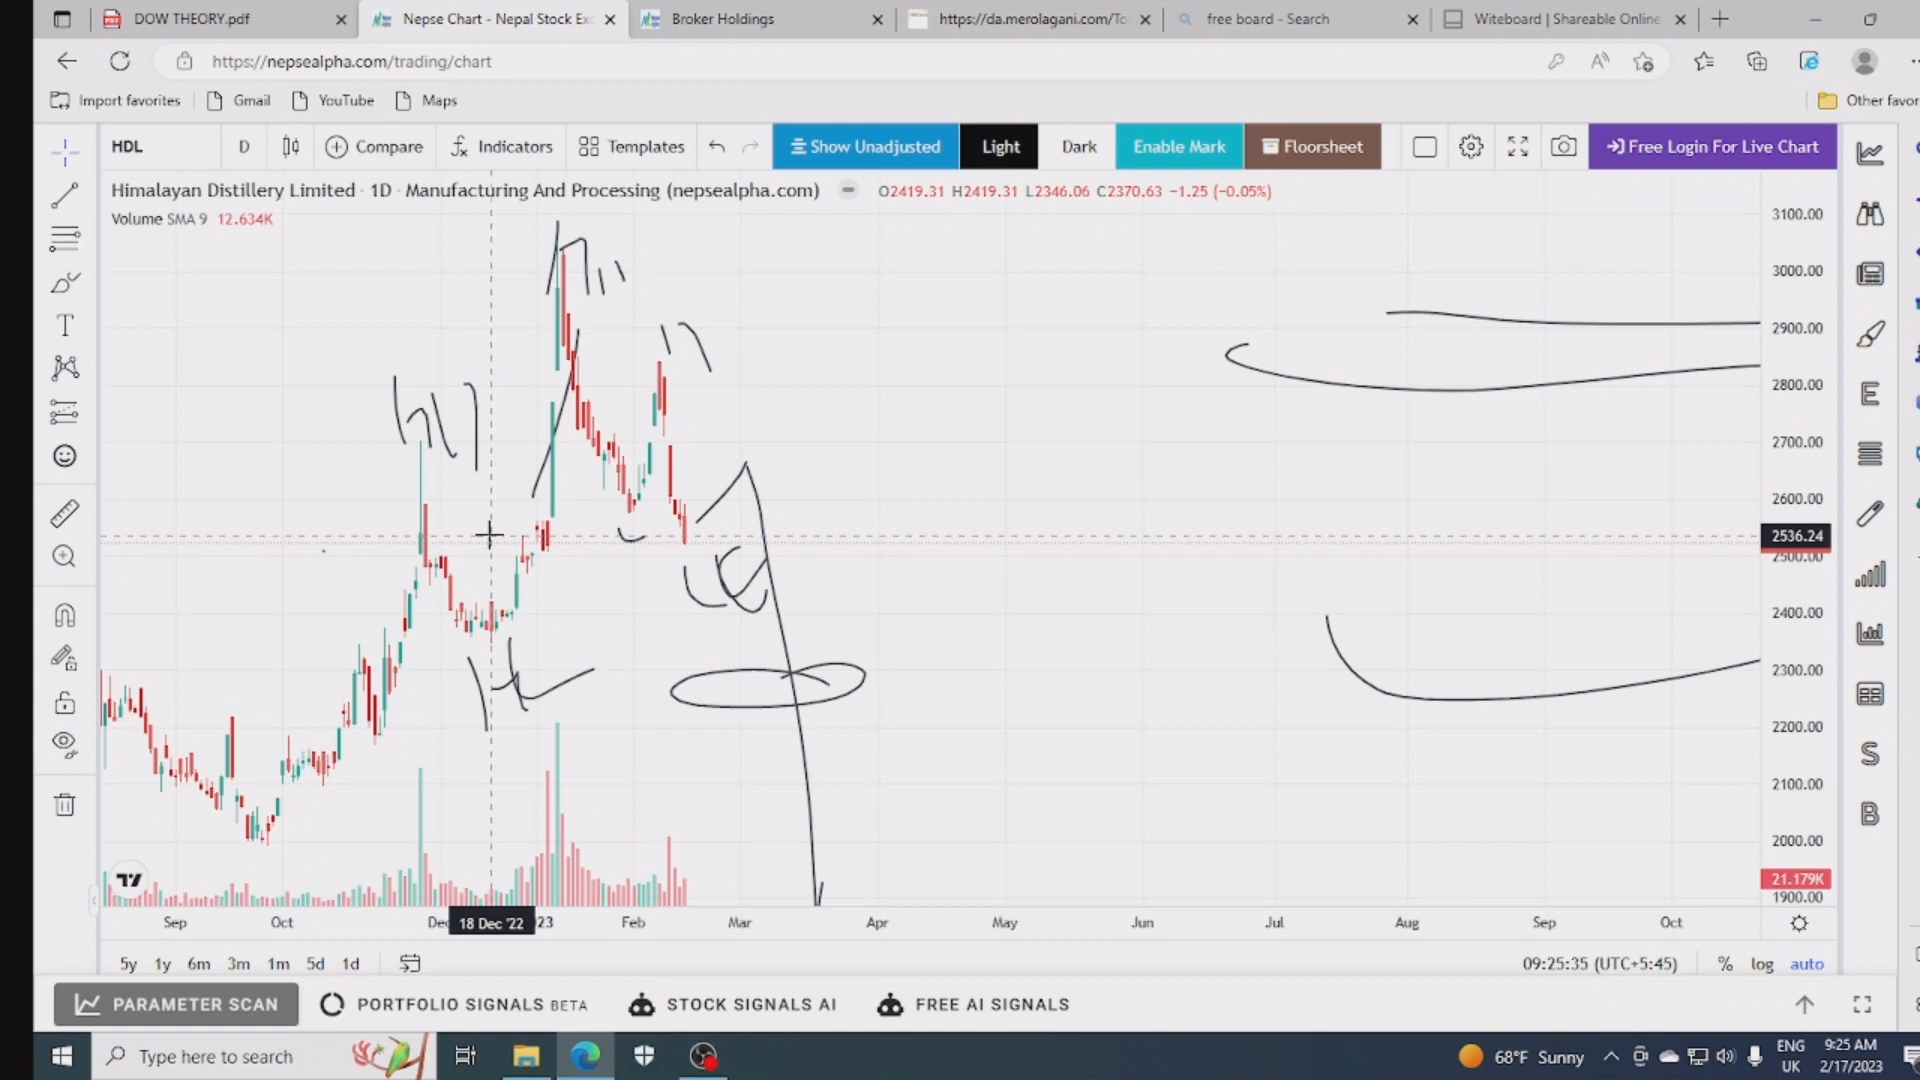 DOW THEORY.pdf
Nepse Chart - Nepal Stock Ex
Broker Holdings
https://da.merolagani.com/To
free board - Search
Witeboard | Shareable Online
https://nepsealpha.com/trading/chart
Import favorites
Gmail
YouTube
Maps
Other favor
HDL
D
Compare
Indicators
Templates
Show Unadjusted
Light
Dark
Enable Mark
Floorsheet
Free Login For Live Chart
Himalayan Distillery Limited · 1D · Manufacturing And Processing (nepsealpha.com)
O2419.31 H2419.31 L2346.06 C2370.63 −1.25 (−0.05%)
Volume SMA 9 12.634K
3100.00
3000.00
2900.00
2800.00
2700.00
2600.00
2536.24
2500.00
2400.00
2300.00
2200.00
2100.00
2000.00
21.179K
1900.00
T
E
S
B
Sep
Oct
Dec
18 Dec '22
Feb
Mar
Apr
May
Jun
Jul
Aug
Sep
Oct
5y 1y 6m 3m 1m 5d 1d
09:25:35 (UTC+5:45)
% log auto
PARAMETER SCAN
PORTFOLIO SIGNALS BETA
STOCK SIGNALS AI
FREE AI SIGNALS
Type here to search
68°F Sunny
ENG
UK
9:25 AM
2/17/2023